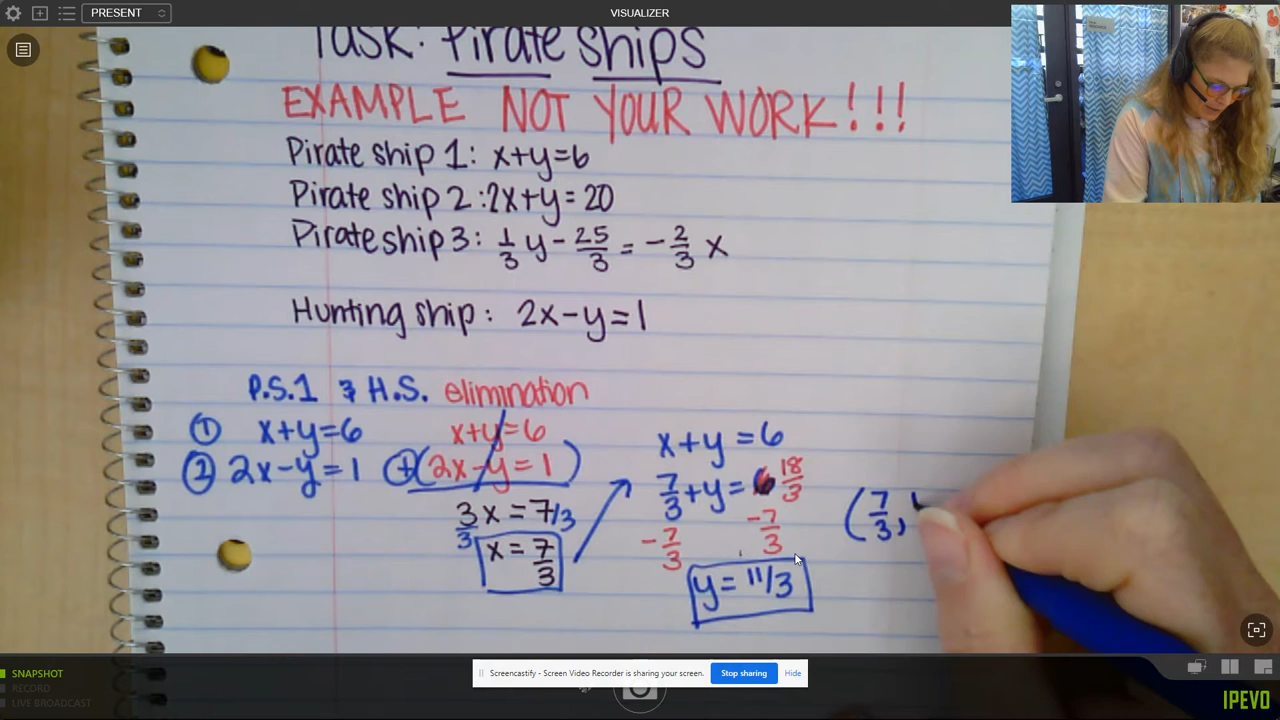 PRESENT
VISUALIZER
Task: Pirate ships
EXAMPLE NOT YOUR WORK!!!
Pirate ship 1: x+y=6
Pirate ship 2: 2x+y=20
Pirate ship 3: 1/3 y - 25/3 = -2/3 x
Hunting ship: 2x-y=1
P.S.1 & H.S. elimination
① x+y=6
② 2x-y=1
x+y=6
+(2x-y=1)
3x=7/3
3
x=7/3
x+y=6
7/3+y=6 18/3
-7/3 -7/3
y=11/3
(7/3,
Screencastify - Screen Video Recorder is sharing your screen.
Stop sharing
Hide
SNAPSHOT
RECORD
LIVE BROADCAST
IPEVO